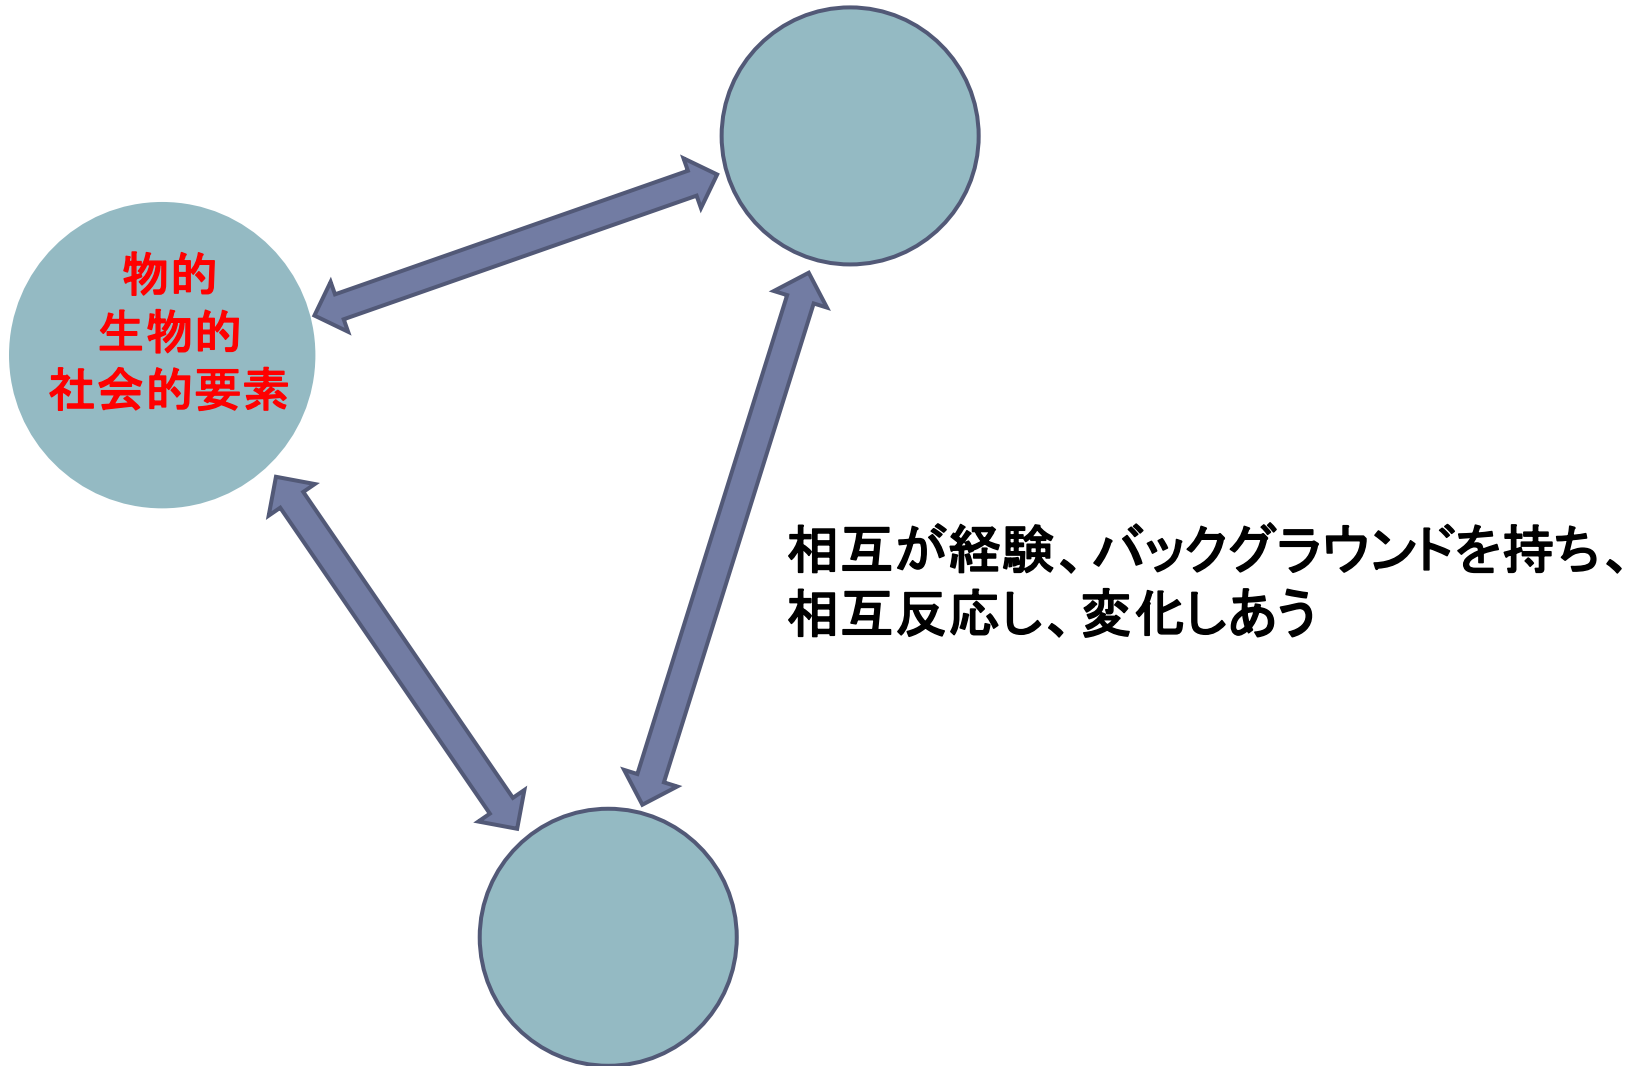 物的
生物的
社会的要素
相互が経験、バックグラウンドを持ち、
相互反応し、変化しあう